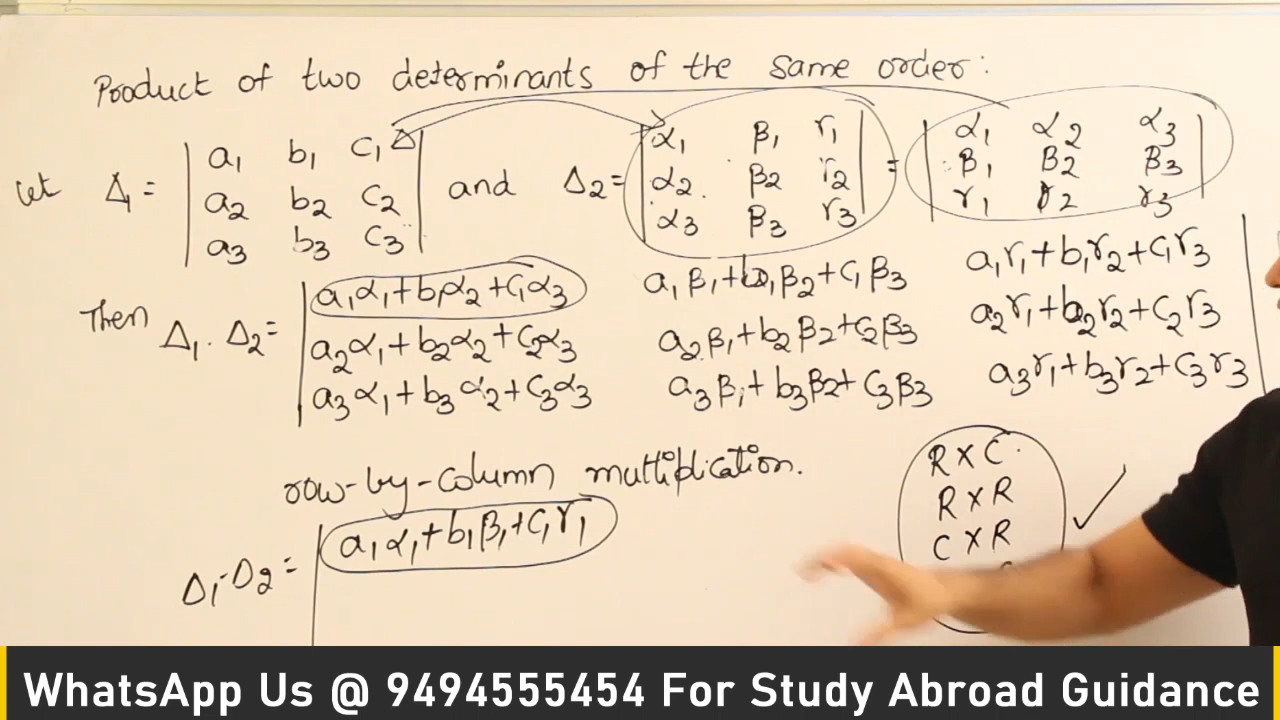 Product of two determinants of the same order:
Let Δ₁ = | a₁ b₁ c₁ | and Δ₂ = | α₁ β₁ γ₁ | = | α₁ α₂ α₃ |
| a₂ b₂ c₂ | | α₂ β₂ γ₂ | | β₁ β₂ β₃ |
| a₃ b₃ c₃ | | α₃ β₃ γ₃ | | γ₁ γ₂ γ₃ |
Then Δ₁. Δ₂ = | a₁α₁+b₁α₂+c₁α₃ a₁β₁+b₁β₂+c₁β₃ a₁γ₁+b₁γ₂+c₁γ₃ |
| a₂α₁+b₂α₂+c₂α₃ a₂β₁+b₂β₂+c₂β₃ a₂γ₁+b₂γ₂+c₂γ₃ |
| a₃α₁+b₃α₂+c₃α₃ a₃β₁+b₃β₂+c₃β₃ a₃γ₁+b₃γ₂+c₃γ₃ |
row-by-column multiplication.
R X C
R X R
C X R
Δ₁.Δ₂ = | a₁α₁+b₁β₁+c₁γ₁
WhatsApp Us @ 9494555454 For Study Abroad Guidance